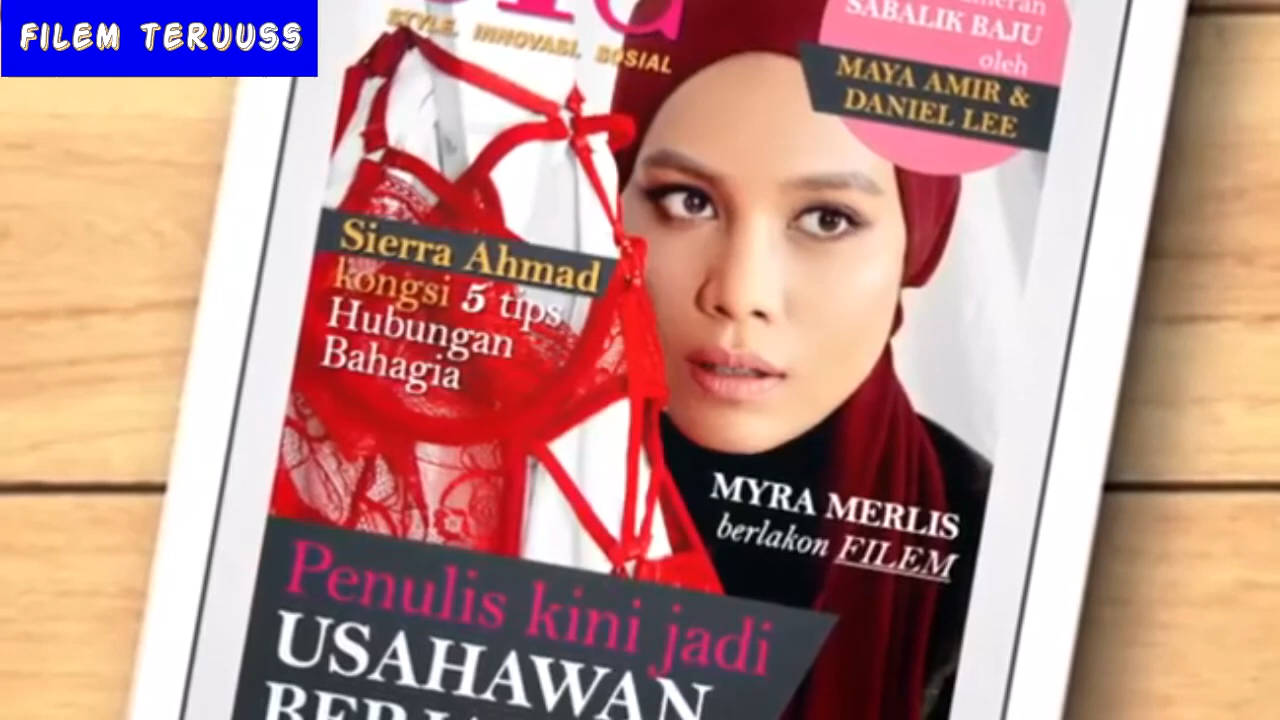 FILEM TERUUSS
STYLE. INNOVASI. SOSIAL
SABALIK BAJU
oleh
MAYA AMIR &
DANIEL LEE
Sierra Ahmad
kongsi 5 tips
Hubungan
Bahagia
MYRA MERLIS
berlakon FILEM
Penulis kini jadi
USAHAWAN